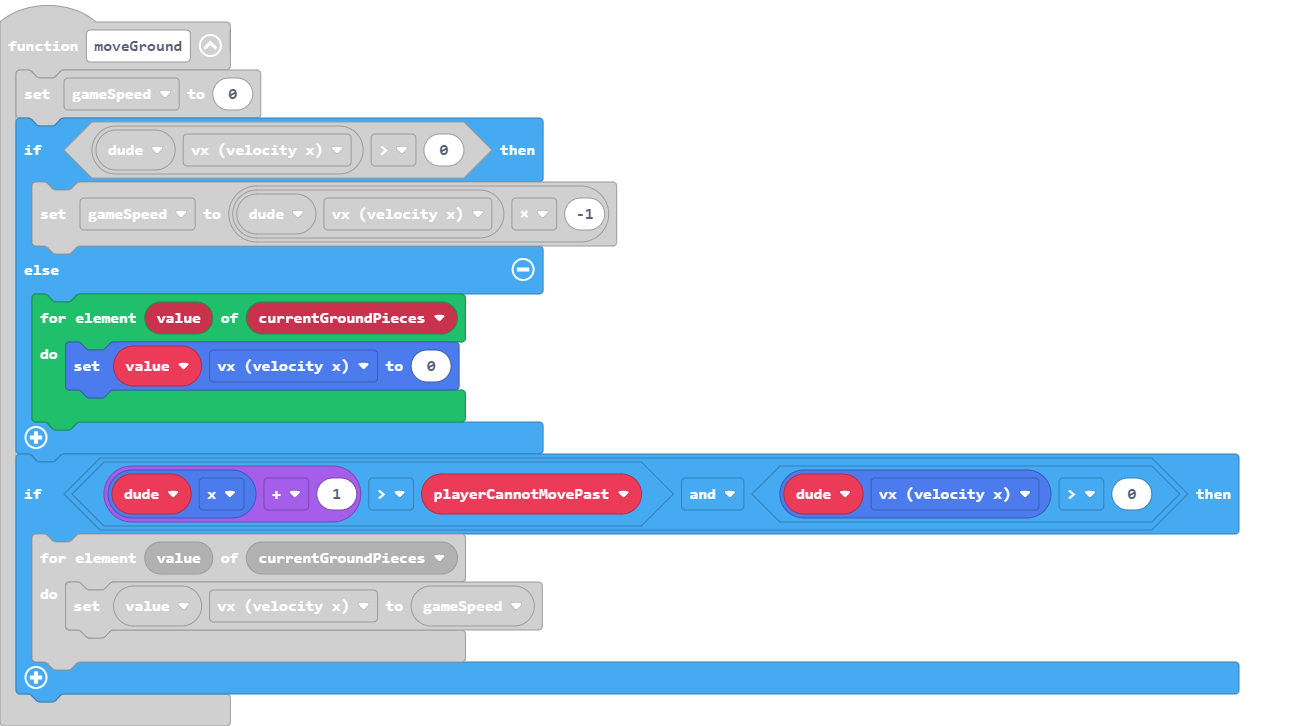 function moveGround
set gameSpeed to 0
if dude vx (velocity x) > 0 then
set gameSpeed to dude vx (velocity x) × -1
else
for element value of currentGroundPieces
do set value vx (velocity x) to 0
if dude x + 1 > playerCannotMovePast and dude vx (velocity x) > 0 then
for element value of currentGroundPieces
do set value vx (velocity x) to gameSpeed